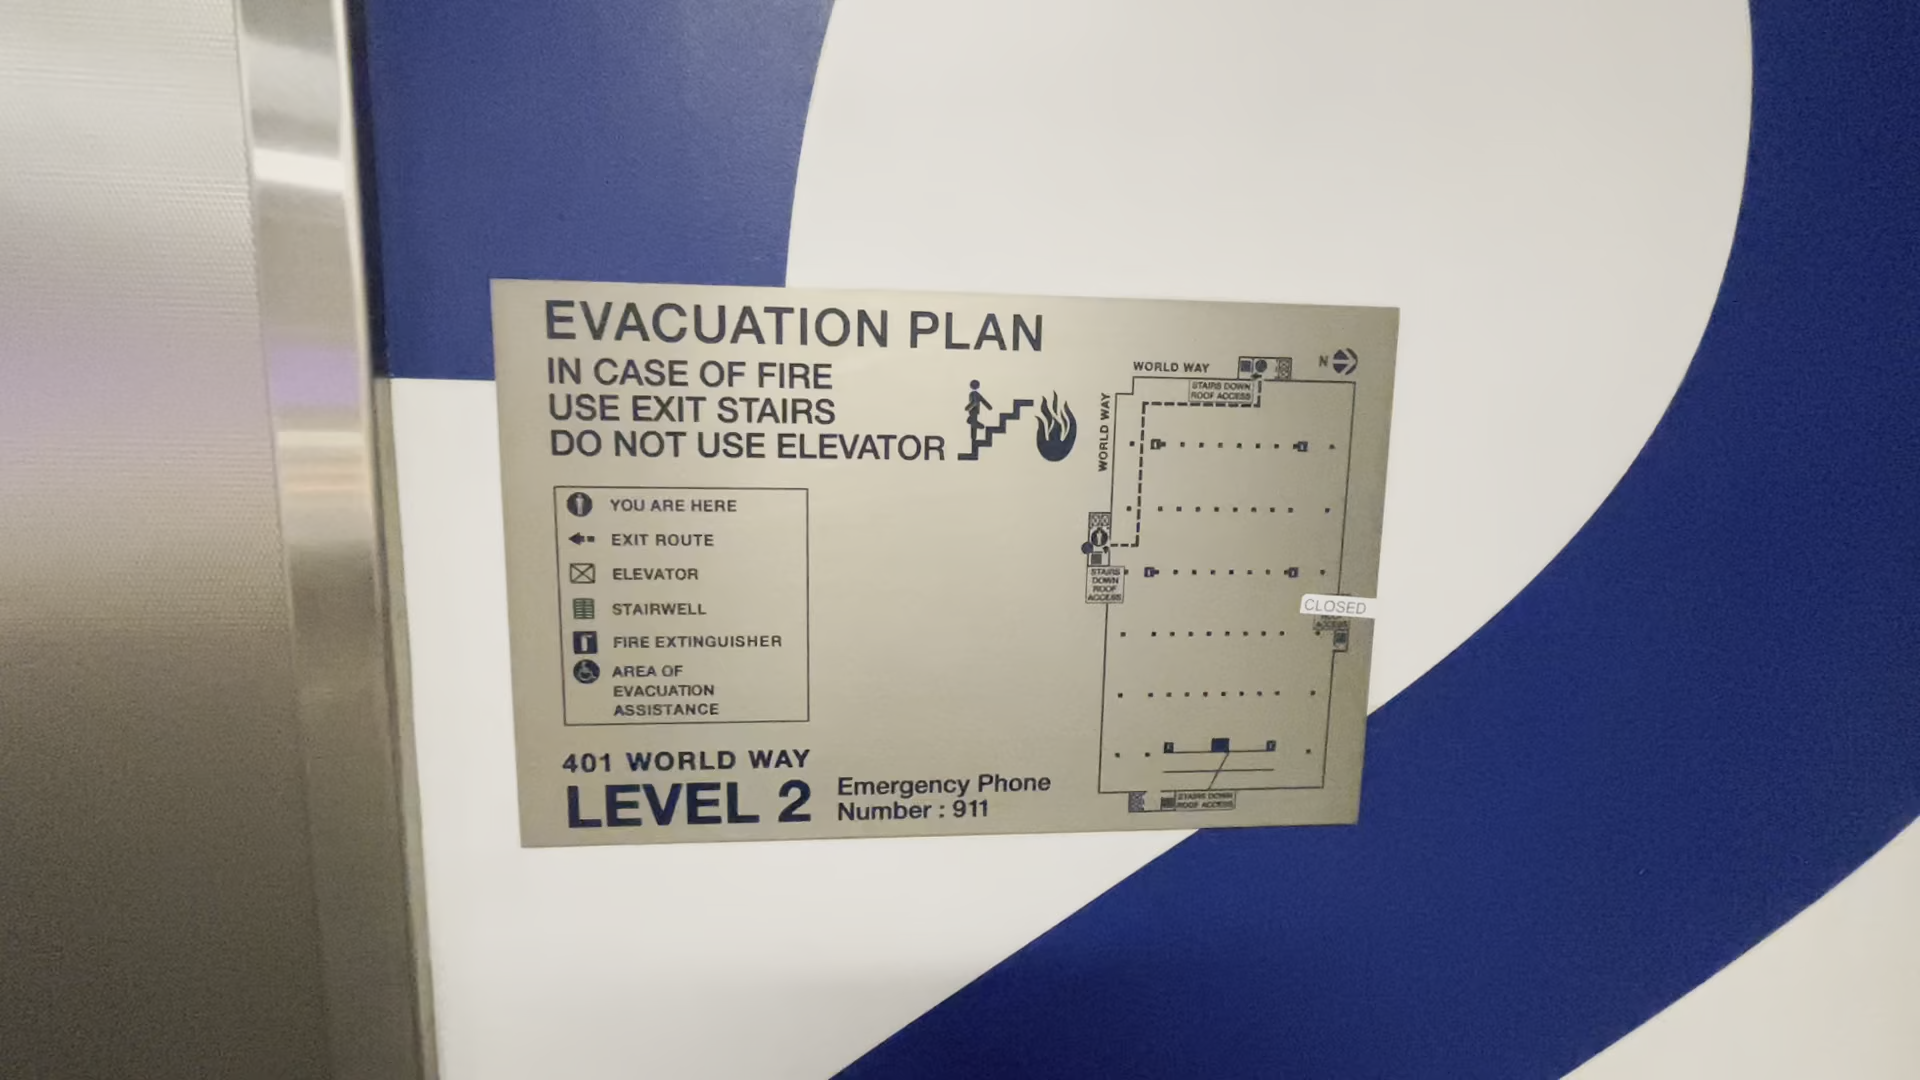 EVACUATION PLAN
IN CASE OF FIRE
USE EXIT STAIRS
DO NOT USE ELEVATOR
YOU ARE HERE
EXIT ROUTE
ELEVATOR
STAIRWELL
FIRE EXTINGUISHER
AREA OF
EVACUATION
ASSISTANCE
401 WORLD WAY
LEVEL 2
Emergency Phone
Number : 911
WORLD WAY
N
STAIRS DOWN
ROOF ACCESS
WORLD WAY
STAIRS
DOWN
ROOF
ACCESS
CLOSED
ROOF
ACCESS
STAIRS DOWN
ROOF ACCESS